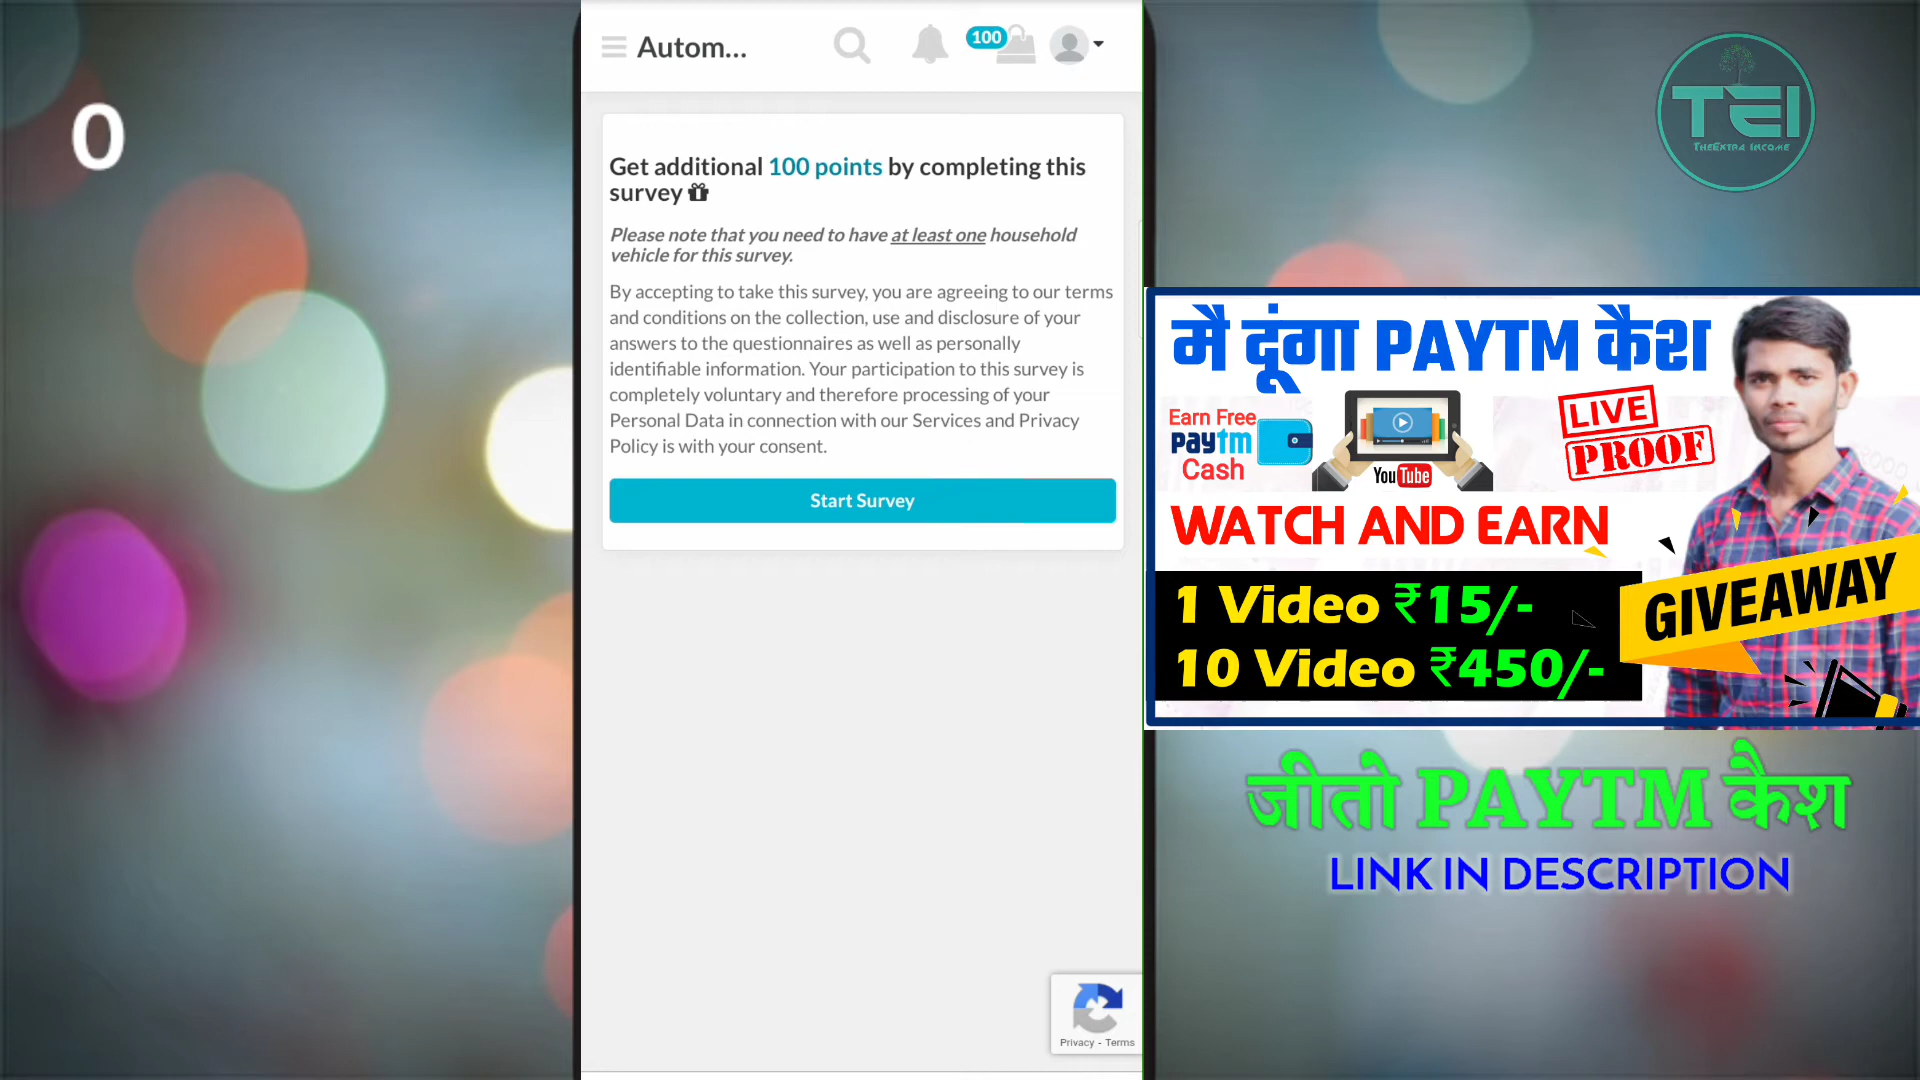 0
Autom...
100
Get additional 100 points by completing this
survey
Please note that you need to have at least one household
vehicle for this survey.
By accepting to take this survey, you are agreeing to our terms
and conditions on the collection, use and disclosure of your
answers to the questionnaires as well as personally
identifiable information. Your participation to this survey is
completely voluntary and therefore processing of your
Personal Data in connection with our Services and Privacy
Policy is with your consent.
Start Survey
Privacy - Terms
TEI
TheExtra Income
मै दूंगा PAYTM कैश
Earn Free
paytm
Cash
YouTube
LIVE
PROOF
WATCH AND EARN
1 Video ₹15/-
10 Video ₹450/-
GIVEAWAY
जीतो PAYTM कैश
LINK IN DESCRIPTION